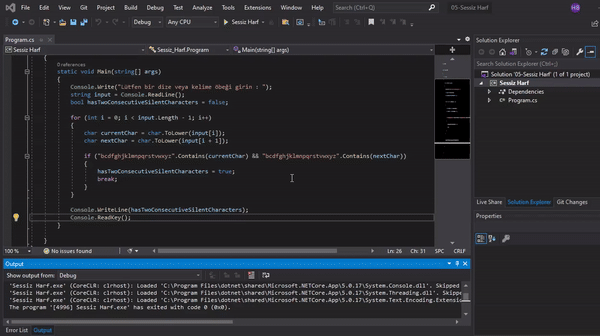 File Edit View Git Project Build Debug Test Analyze Tools Extensions Window Help Search (Ctrl+Q) 05-Sessiz Harf HB
Debug Any CPU Sessiz Harf Live Share
Program.cs
Sessiz Harf Sessiz_Harf.Program Main(string[] args)
0 references
static void Main(string[] args)
{
Console.Write("Lütfen bir dize veya kelime öbeği girin : ");
string input = Console.ReadLine();
bool hasTwoConsecutiveSilentCharacters = false;
for (int i = 0; i < input.Length - 1; i++)
{
char currentChar = char.ToLower(input[i]);
char nextChar = char.ToLower(input[i + 1]);
if ("bcdfghjklmnpqrstvwxyz".Contains(currentChar) && "bcdfghjklmnpqrstvwxyz".Contains(nextChar))
{
hasTwoConsecutiveSilentCharacters = true;
break;
}
}
Console.WriteLine(hasTwoConsecutiveSilentCharacters);
Console.ReadKey();
}
}
100 % No issues found Ln: 26 Ch: 31 SPC CRLF
Output
Show output from: Debug
'Sessiz Harf.exe' (CoreCLR: clrhost): Loaded 'C:\Program Files\dotnet\shared\Microsoft.NETCore.App\5.0.17\System.Console.dll'. Skipped
'Sessiz Harf.exe' (CoreCLR: clrhost): Loaded 'C:\Program Files\dotnet\shared\Microsoft.NETCore.App\5.0.17\System.Threading.dll'. Skipp
'Sessiz Harf.exe' (CoreCLR: clrhost): Loaded 'C:\Program Files\dotnet\shared\Microsoft.NETCore.App\5.0.17\System.Text.Encoding.Extension
The program '[4996] Sessiz Harf.exe' has exited with code 0 (0x0).
Error List Output
Solution Explorer
Search Solution Explorer
Solution '05-Sessiz Harf' (1 of 1 project)
Sessiz Harf
Dependencies
Program.cs
Live Share Solution Explorer Git Changes
Properties